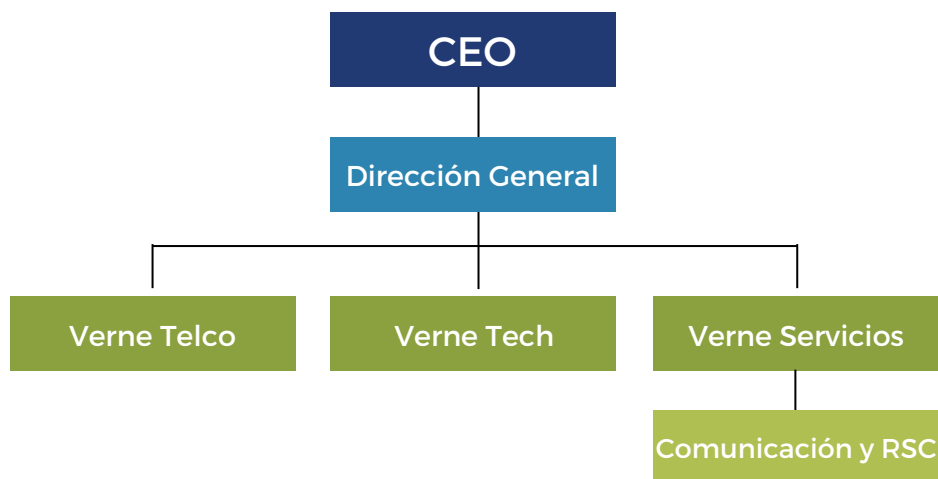 CEO
Dirección General
Verne Telco
Verne Tech
Verne Servicios
Comunicación y RSC